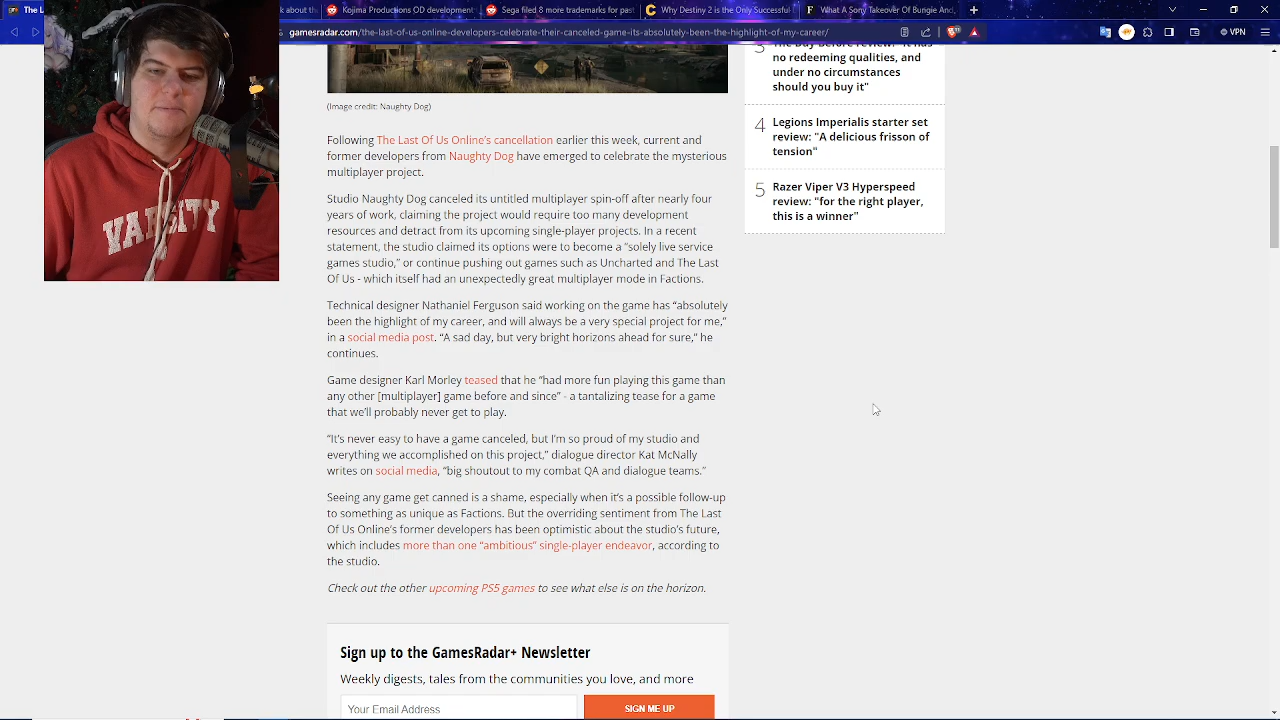 The L
k about the
Kojima Productions OD development
Sega filed 8 more trademarks for past
Why Destiny 2 is the Only Successful
What A Sony Takeover Of Bungie And
gamesradar.com/the-last-of-us-online-developers-celebrate-their-canceled-game-its-absolutely-been-the-highlight-of-my-career/
VPN
VARSITY
(Image credit: Naughty Dog)
Following The Last Of Us Online’s cancellation earlier this week, current and
former developers from Naughty Dog have emerged to celebrate the mysterious
multiplayer project.
Studio Naughty Dog canceled its untitled multiplayer spin-off after nearly four
years of work, claiming the project would require too many development
resources and detract from its upcoming single-player projects. In a recent
statement, the studio claimed its options were to become a “solely live service
games studio,” or continue pushing out games such as Uncharted and The Last
Of Us - which itself had an unexpectedly great multiplayer mode in Factions.
Technical designer Nathaniel Ferguson said working on the game has “absolutely
been the highlight of my career, and will always be a very special project for me,”
in a social media post. “A sad day, but very bright horizons ahead for sure,” he
continues.
Game designer Karl Morley teased that he “had more fun playing this game than
any other [multiplayer] game before and since” - a tantalizing tease for a game
that we’ll probably never get to play.
“It’s never easy to have a game canceled, but I’m so proud of my studio and
everything we accomplished on this project,” dialogue director Kat McNally
writes on social media, “big shoutout to my combat QA and dialogue teams.”
Seeing any game get canned is a shame, especially when it’s a possible follow-up
to something as unique as Factions. But the overriding sentiment from The Last
Of Us Online’s former developers has been optimistic about the studio’s future,
which includes more than one “ambitious” single-player endeavor, according to
the studio.
Check out the other upcoming PS5 games to see what else is on the horizon.
Sign up to the GamesRadar+ Newsletter
Weekly digests, tales from the communities you love, and more
Your Email Address
SIGN ME UP
3
The Day Before review: "It has
no redeeming qualities, and
under no circumstances
should you buy it"
4
Legions Imperialis starter set
review: "A delicious frisson of
tension"
5
Razer Viper V3 Hyperspeed
review: "for the right player,
this is a winner"